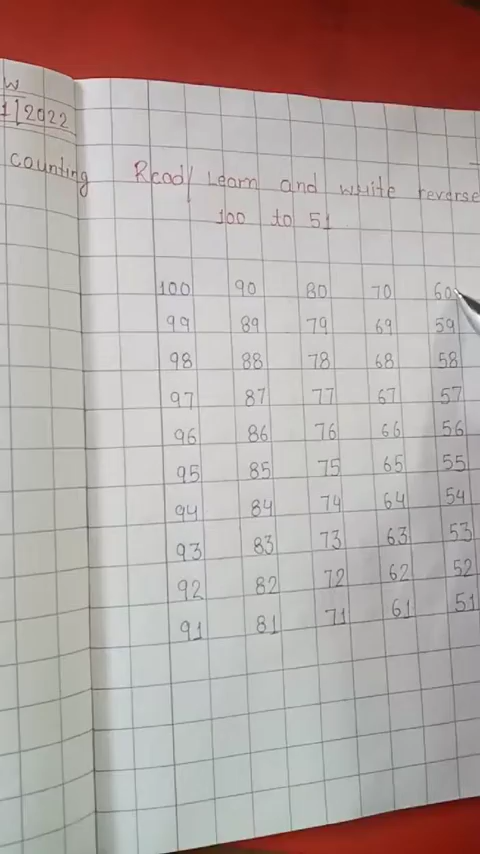 w
1/2022
counting
Read/ Learn and write reverse
100 to 51
100 90 80 70 60
99 89 79 69 59
98 88 78 68 58
97 87 77 67 57
96 86 76 66 56
95 85 75 65 55
94 84 74 64 54
93 83 73 63 53
92 82 72 62 52
91 81 71 61 51